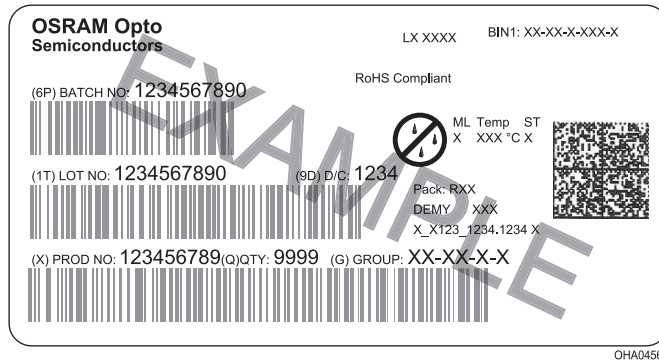 OSRAM Opto
Semiconductors
LX XXXX
BIN1: XX-XX-X-XXX-X
RoHS Compliant
(6P) BATCH NO: 1234567890
ML Temp ST
X XXX °C X
(1T) LOT NO: 1234567890
(9D) D/C: 1234
Pack: RXX
DEMY XXX
X_X123_1234.1234 X
(X) PROD NO: 123456789(Q)QTY: 9999 (G) GROUP: XX-XX-X-X
EXAMPLE